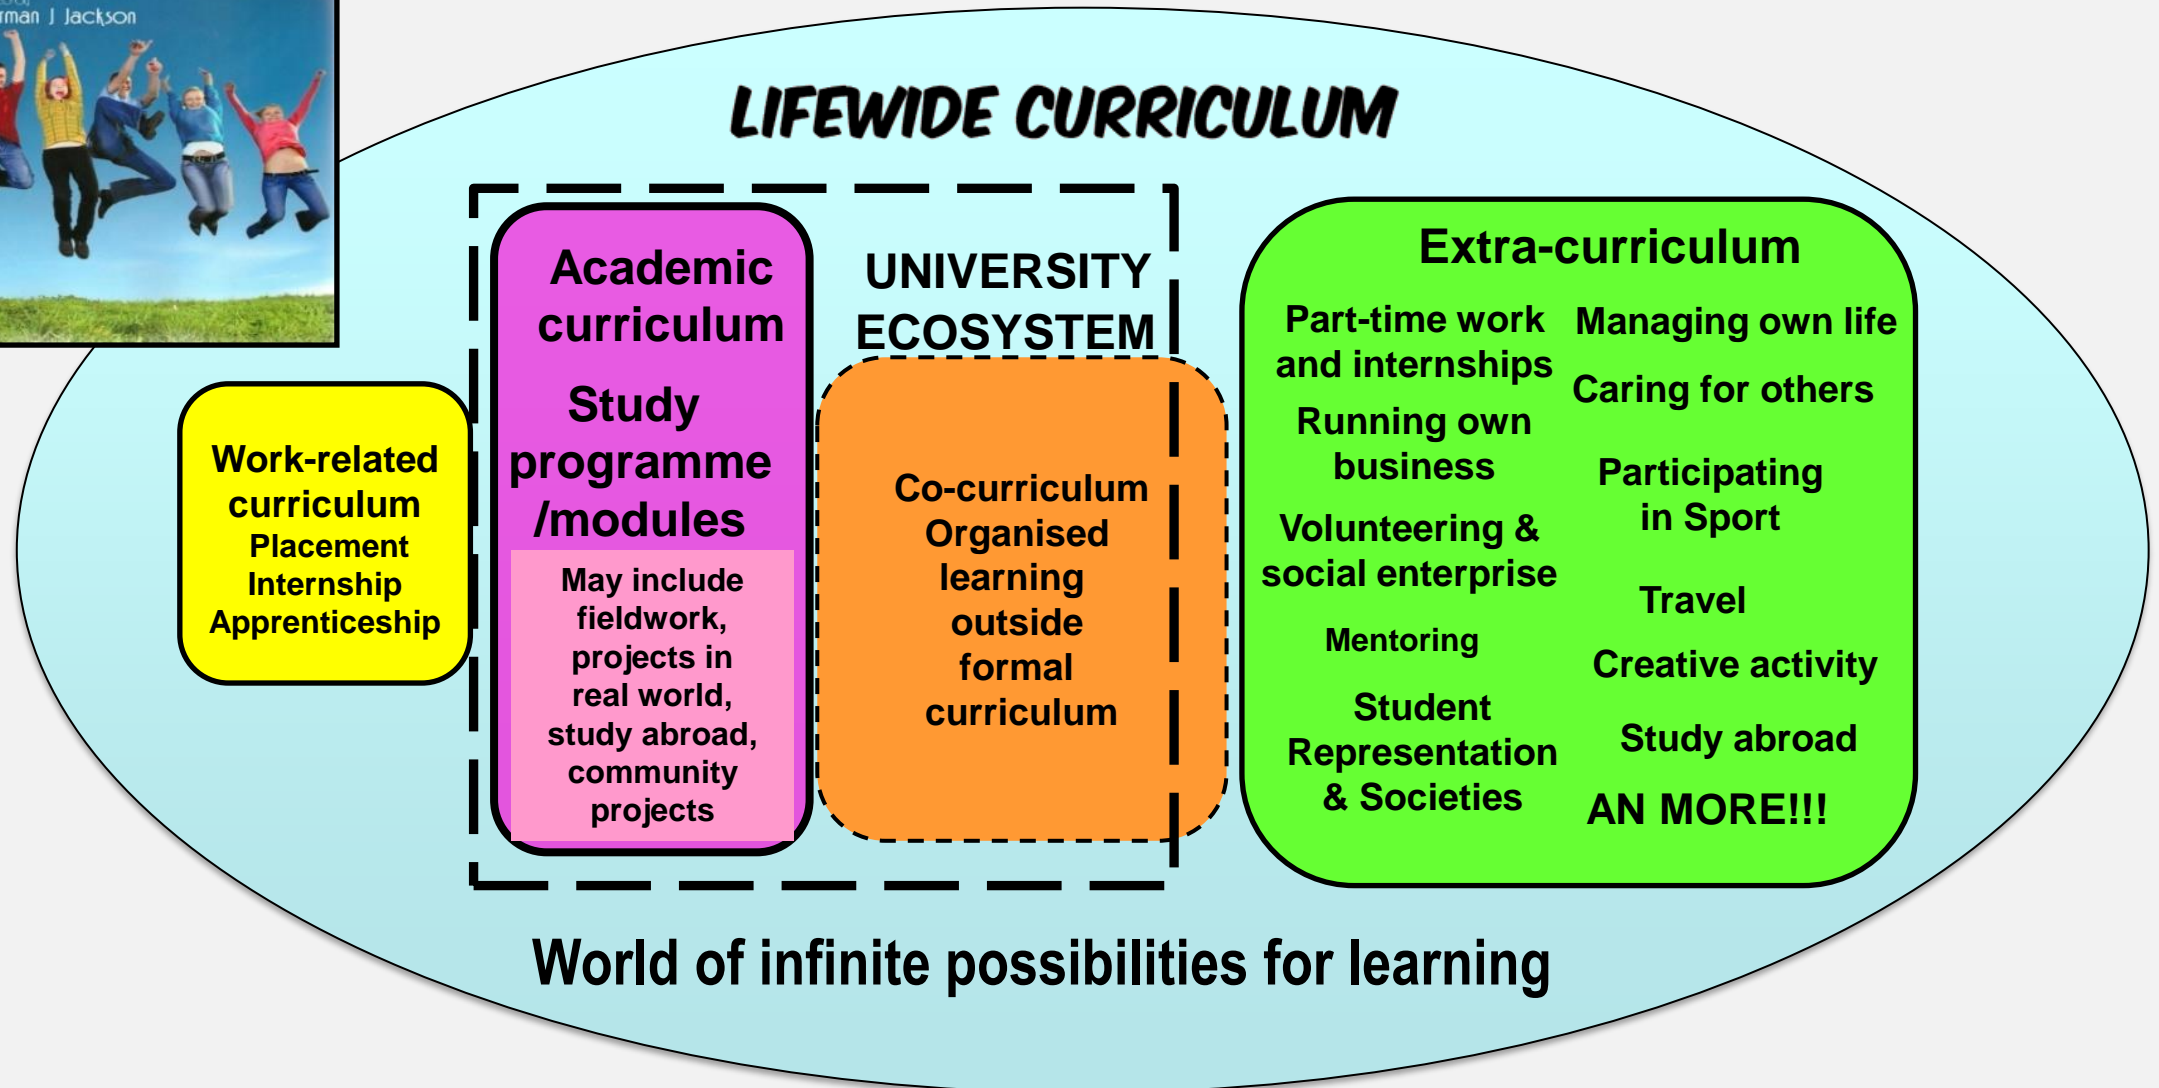 J Jackson
LIFEWIDE CURRICULUM
Work-related
curriculum
Placement
Internship
Apprenticeship
Academic
curriculum
Study
programme
/modules
May include
fieldwork,
projects in
real world,
study abroad,
community
projects
UNIVERSITY
ECOSYSTEM
Co-curriculum
Organised
learning
outside
formal
curriculum
Extra-curriculum
Part-time work
and internships
Running own
business
Volunteering &
social enterprise
Mentoring
Student
Representation
& Societies
Managing own life
Caring for others
Participating
in Sport
Travel
Creative activity
Study abroad
AN MORE!!!
World of infinite possibilities for learning